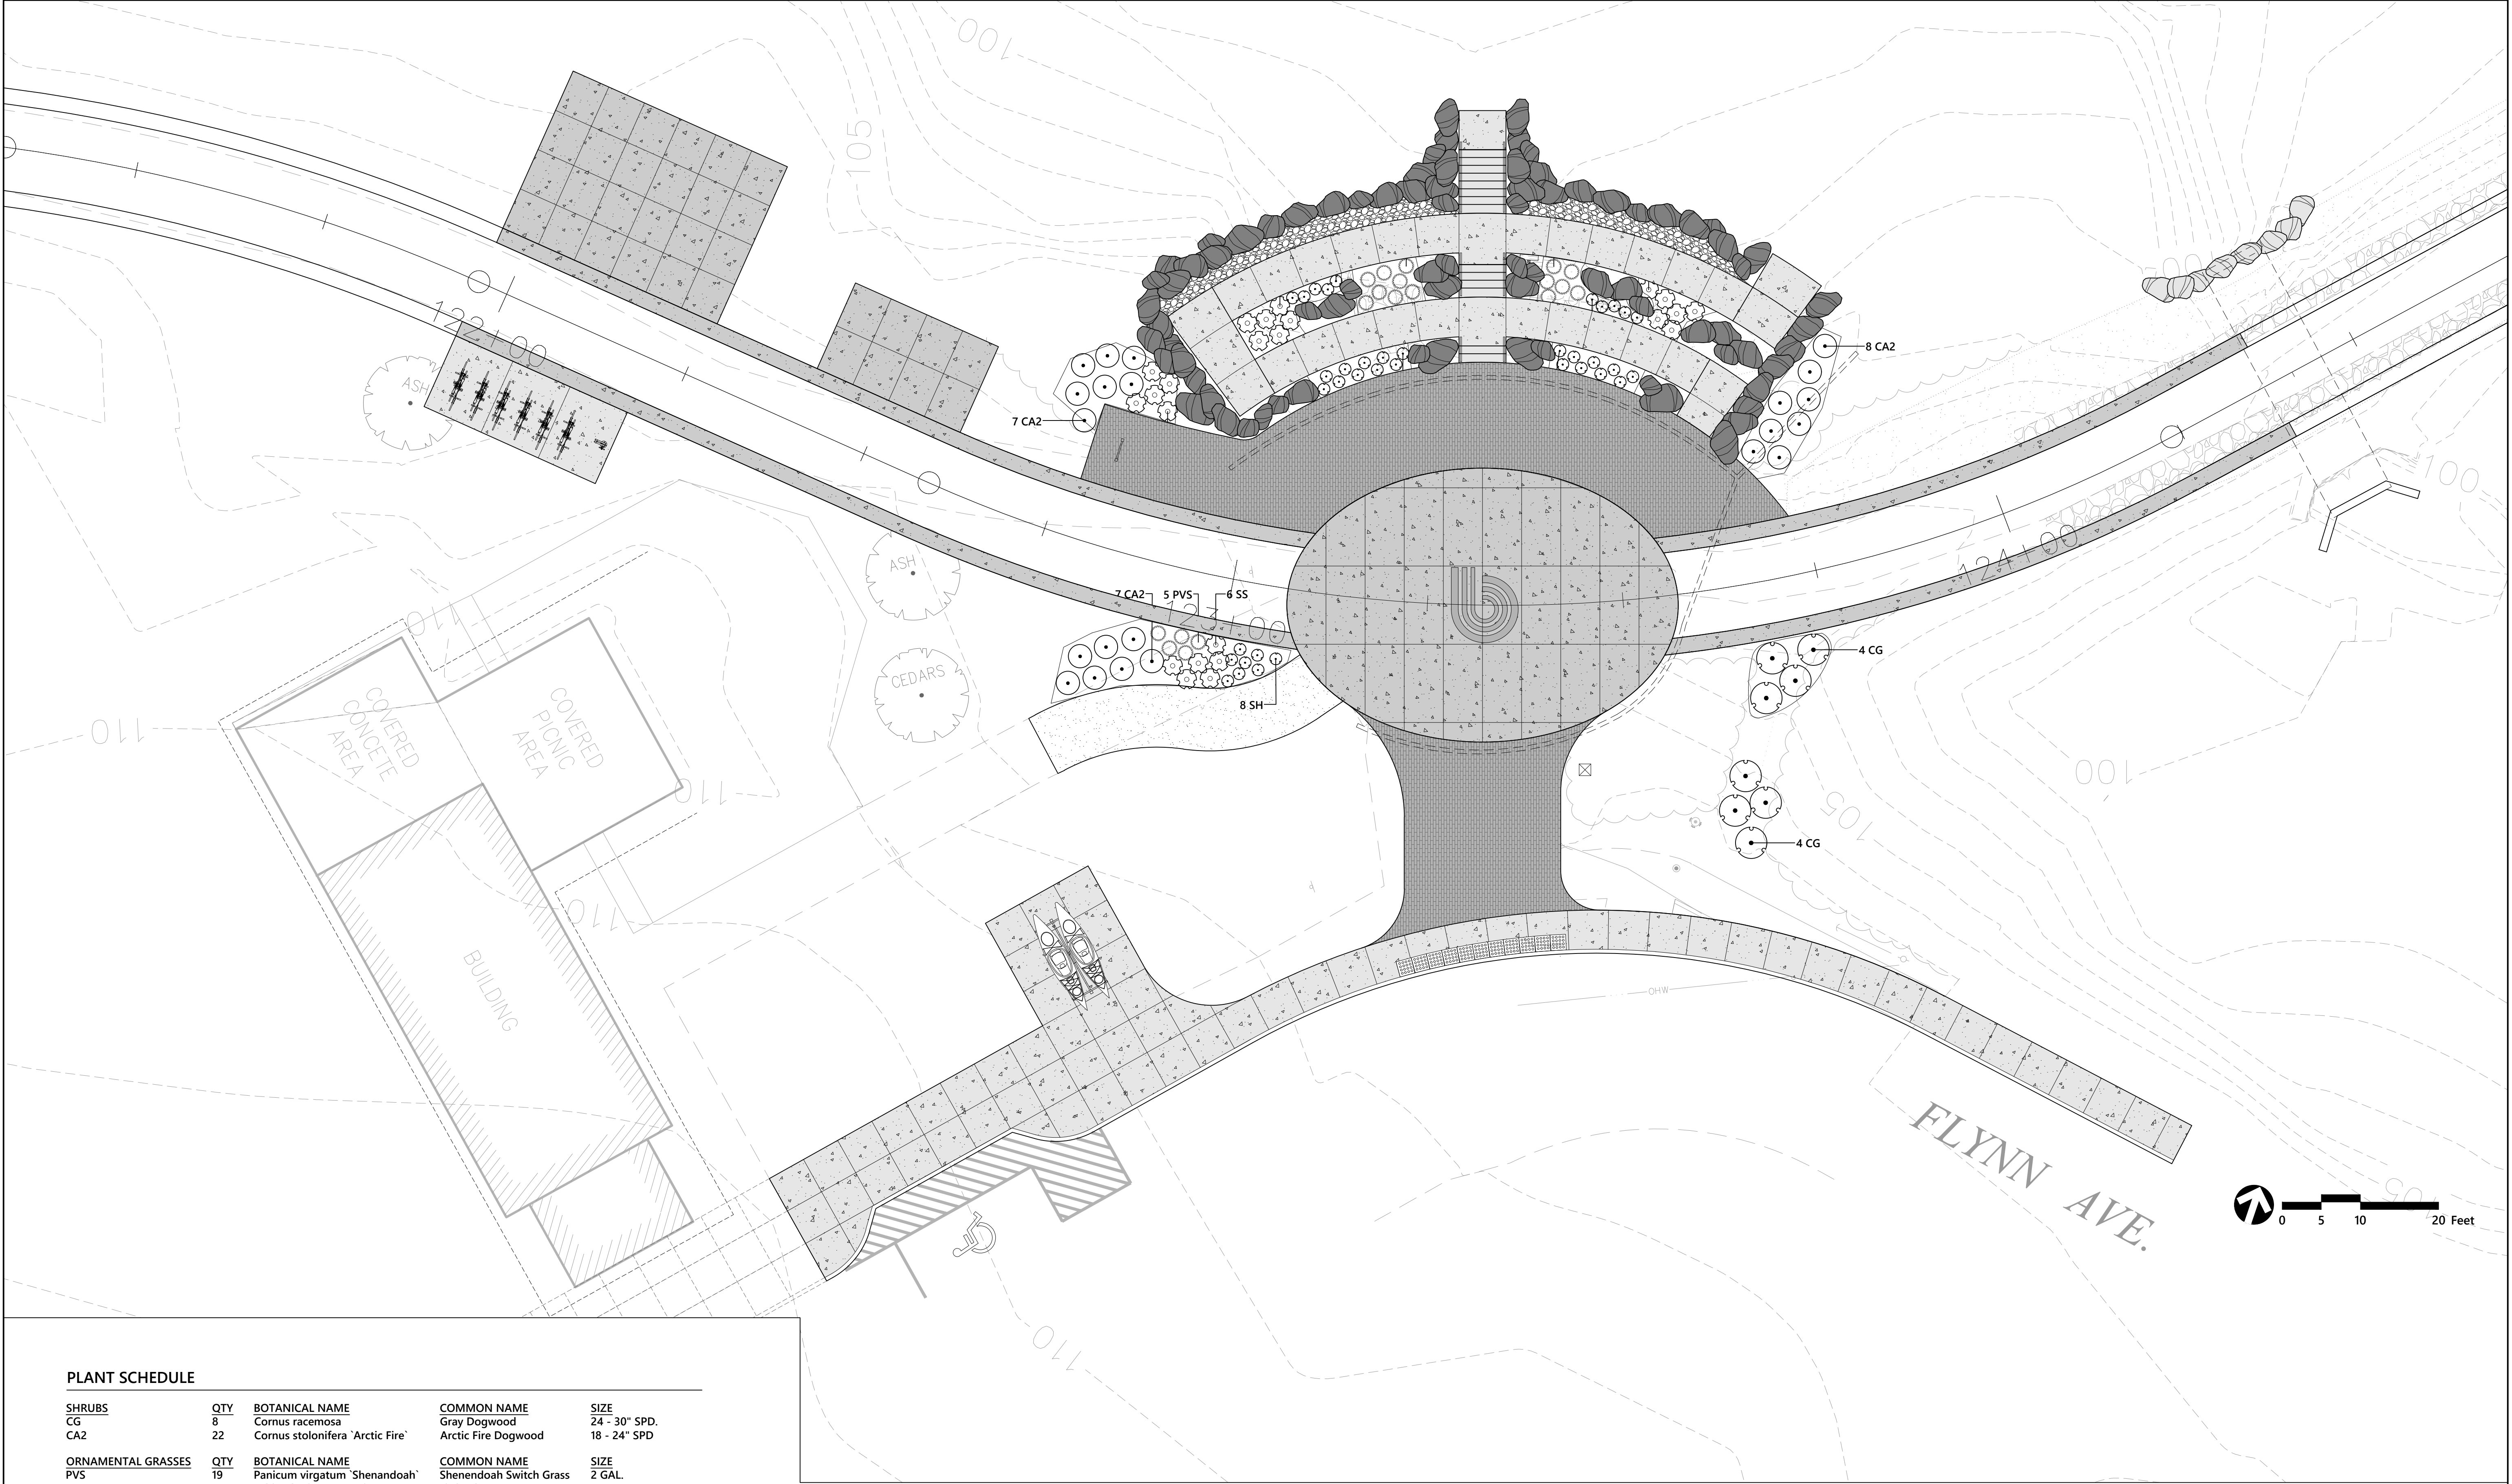 100
105
122+00
ASH
8 CA2
7 CA2
100
124+00
ASH
7 CA2 5 PVS 6 SS
123+00
110
4 CG
CEDARS
COVERED
CONCETE
AREA
COVERED
PICNIC
AREA
8 SH
110
110
100
105
4 CG
110
BUILDING
OHW
FLYNN AVE.
105
0 5 10 20 Feet
110
PLANT SCHEDULE
SHRUBS QTY BOTANICAL NAME COMMON NAME SIZE
CG 8 Cornus racemosa Gray Dogwood 24 - 30" SPD.
CA2 22 Cornus stolonifera `Arctic Fire` Arctic Fire Dogwood 18 - 24" SPD
ORNAMENTAL GRASSES QTY BOTANICAL NAME COMMON NAME SIZE
PVS 19 Panicum virgatum `Shenandoah` Shenendoah Switch Grass 2 GAL.